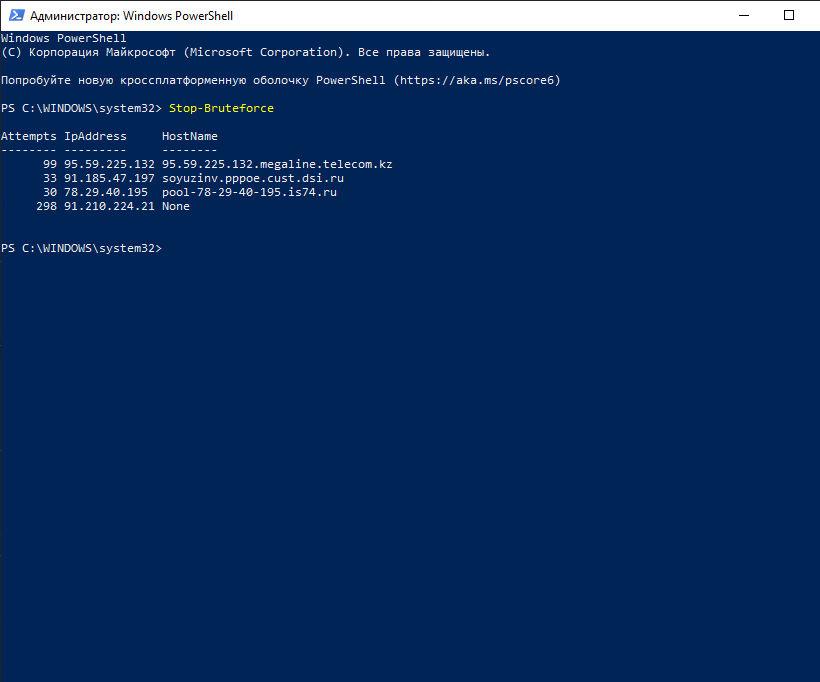 Администратор: Windows PowerShell
Windows PowerShell
(C) Корпорация Майкрософт (Microsoft Corporation). Все права защищены.
Попробуйте новую кроссплатформенную оболочку PowerShell (https://aka.ms/pscore6)
PS C:\WINDOWS\system32> Stop-Bruteforce
Attempts IpAddress     HostName
-------- ---------     --------
      99 95.59.225.132 95.59.225.132.megaline.telecom.kz
      33 91.185.47.197 soyuzinv.pppoe.cust.dsi.ru
      30 78.29.40.195  pool-78-29-40-195.is74.ru
     298 91.210.224.21 None
PS C:\WINDOWS\system32>